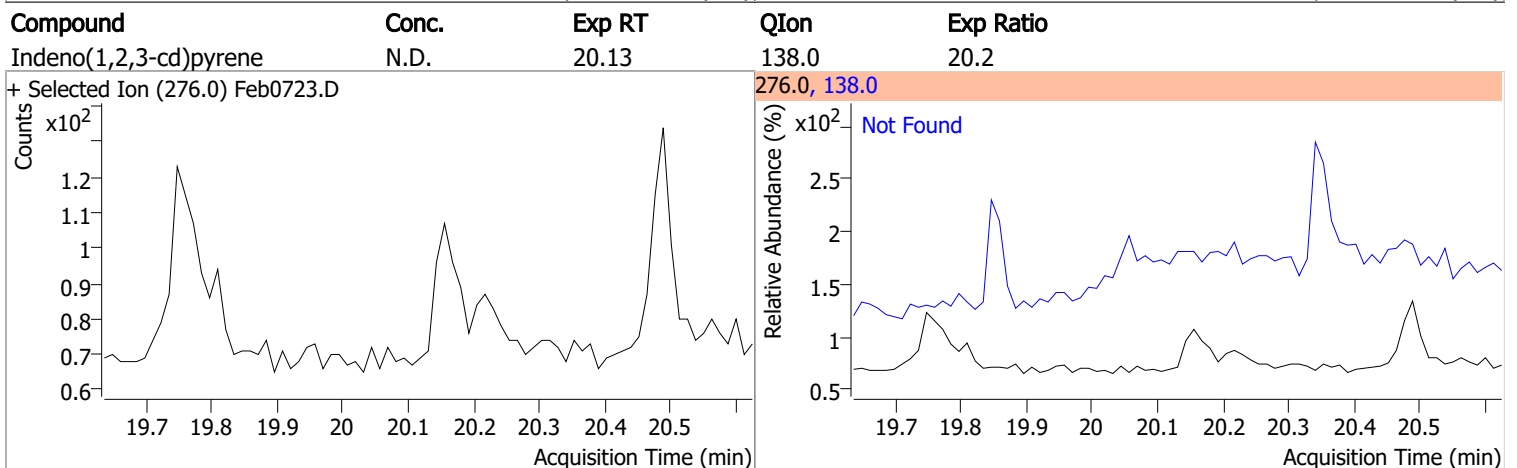 Compound Conc. Exp RT QIon Exp Ratio
Indeno(1,2,3-cd)pyrene N.D. 20.13 138.0 20.2
+ Selected Ion (276.0) Feb0723.D
Counts
x10²
1.2
1.1
1
0.9
0.8
0.7
0.6
19.7 19.8 19.9 20 20.1 20.2 20.3 20.4 20.5
Acquisition Time (min)
276.0, 138.0
Relative Abundance (%)
x10²
Not Found
2.5
2
1.5
1
0.5
19.7 19.8 19.9 20 20.1 20.2 20.3 20.4 20.5
Acquisition Time (min)